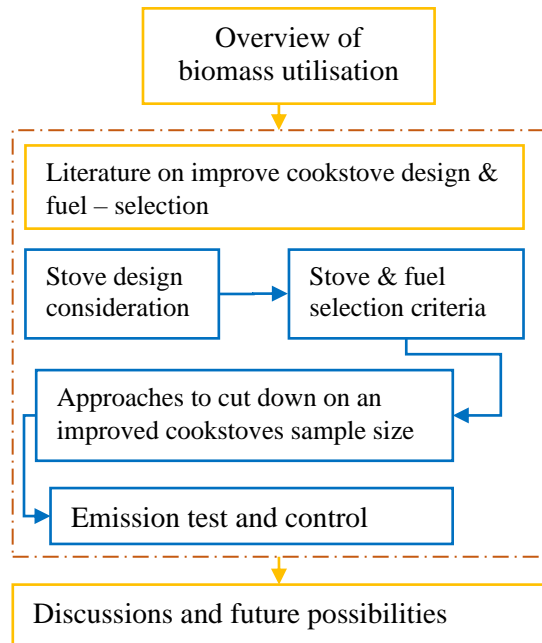 Overview of
biomass utilisation
Literature on improve cookstove design &
fuel – selection
Stove design
consideration
Stove & fuel
selection criteria
Approaches to cut down on an
improved cookstoves sample size
Emission test and control
Discussions and future possibilities